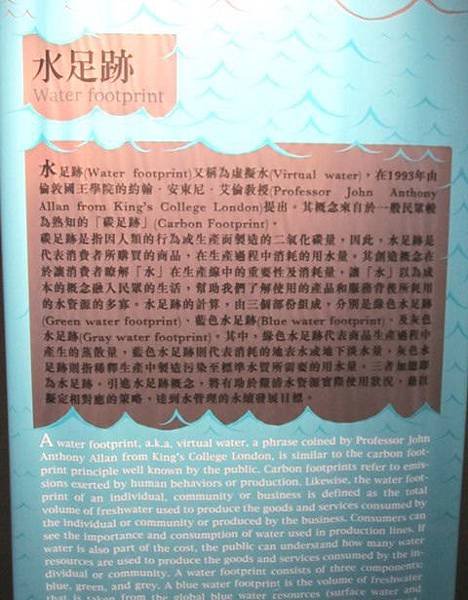 水足跡
Water footprint
水足跡(Water footprint)又稱為虛擬水(Virtual water)，在1993年由
倫敦國王學院的約翰．安東尼．艾倫教授(Professor John Anthony
Allan from King's College London)提出。其概念來自於一般民眾較
為熟知的「碳足跡」(Carbon Footprint)。
碳足跡是指因人類的行為或生產而製造的二氧化碳量，因此，水足跡是
代表消費者所購買的商品，在生產過程中消耗的用水量。其創造概念在
於讓消費者瞭解「水」在生產線中的重要性及消耗量，讓「水」以為成
本的概念融入民眾的生活，幫助我們了解使用的產品和服務背後所耗用
的水資源的多寡。水足跡的計算，由三個部份組成，分別是綠色水足跡
(Green water footprint)、藍色水足跡(Blue water footprint)、及灰色
水足跡(Gray water footprint)。其中，綠色水足跡代表商品生產過程中
產生的蒸散量，藍色水足跡則代表消耗的地表水或地下淡水量，灰色水
足跡則指稀釋生產中製造污染至標準水質所需要的用水量，三者加總即
為水足跡。引進水足跡概念，將有助於釐清水資源實際使用狀況，藉以
擬定相對應的策略，達到水管理的永續發展目標。
A water footprint, a.k.a. virtual water, a phrase coined by Professor John
Anthony Allan from King's College London, is similar to the carbon foot-
print principle well known by the public. Carbon footprints refer to emis-
sions exerted by human behaviors or production. Likewise, the water foot-
print of an individual, community or business is defined as the total
volume of freshwater used to produce the goods and services consumed by
the individual or community or produced by the business. Consumers can
see the importance and consumption of water used in production lines. If
water is also part of the cost, the public can understand how many water
resources are used to produce the goods and services consumed by the in-
dividual or community. A water footprint consists of three components:
blue, green, and grey. A blue water footprint is the volume of freshwater
that is taken from the global blue water resources (surface water and